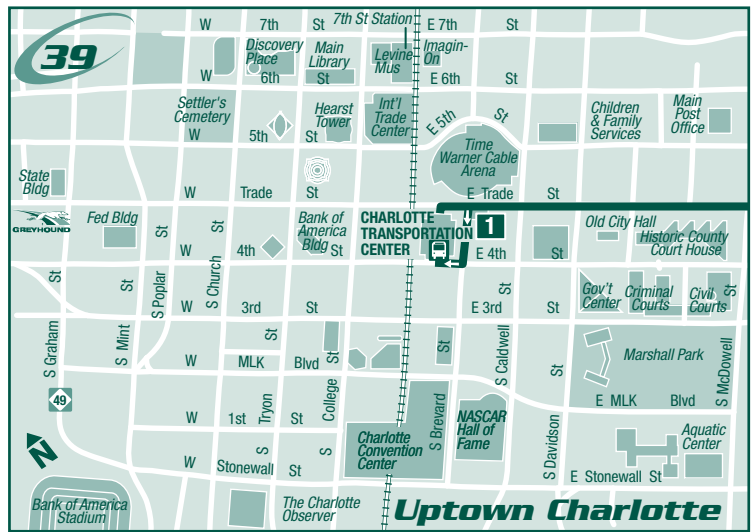 39
W 7th St
7th St Station
E 7th St
Discovery
Place
Main
Library
Levine
Mus
Imagin-
On
W 6th St
E 6th St
Settler's
Cemetery
Hearst
Tower
Int'l
Trade
Center
E 5th St
Children
& Family
Services
Main
Post
Office
W 5th St
Time
Warner Cable
Arena
State
Bldg
W Trade St
E Trade St
GREYHOUND
Fed Bldg
Bank of
America
Bldg
CHARLOTTE
TRANSPORTATION
CENTER
1
Old City Hall
Historic County
Court House
W 4th St
E 4th St
S Graham St
S Mint St
S Poplar St
S Church St
Gov't
Center
Criminal
Courts
Civil
Courts
W 3rd St
E 3rd St
S Caldwell St
S McDowell St
Marshall Park
W MLK Blvd
E MLK Blvd
49
W 1st St
S Tryon St
S College St
S Brevard St
S Davidson St
NASCAR
Hall of
Fame
Charlotte
Convention
Center
Aquatic
Center
W Stonewall St
E Stonewall St
N
Bank of America
Stadium
The Charlotte
Observer
Uptown Charlotte